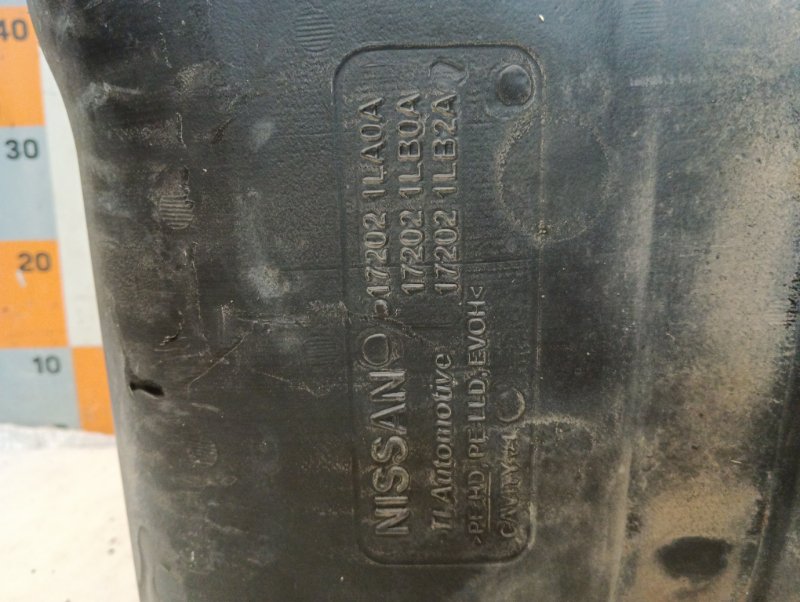 NISSAN 17202 1LA0A
17202 1LB0A
TI Automotive 17202 1LB2A
>PE-HD, PE-LLD, EVOH<
CAVITY
40
30
20
10